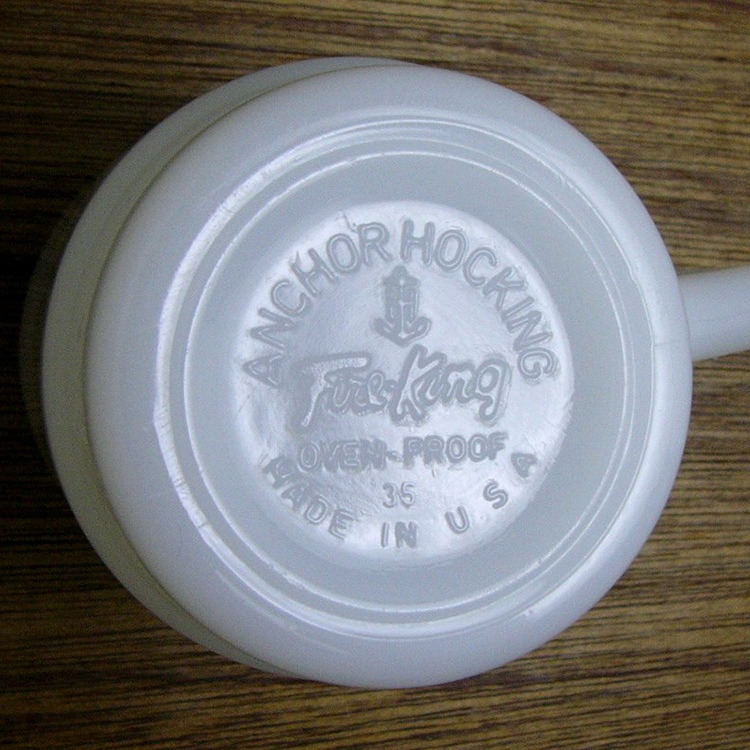 ANCHOR HOCKING
Fire-King
OVEN-PROOF
35
MADE IN U S A